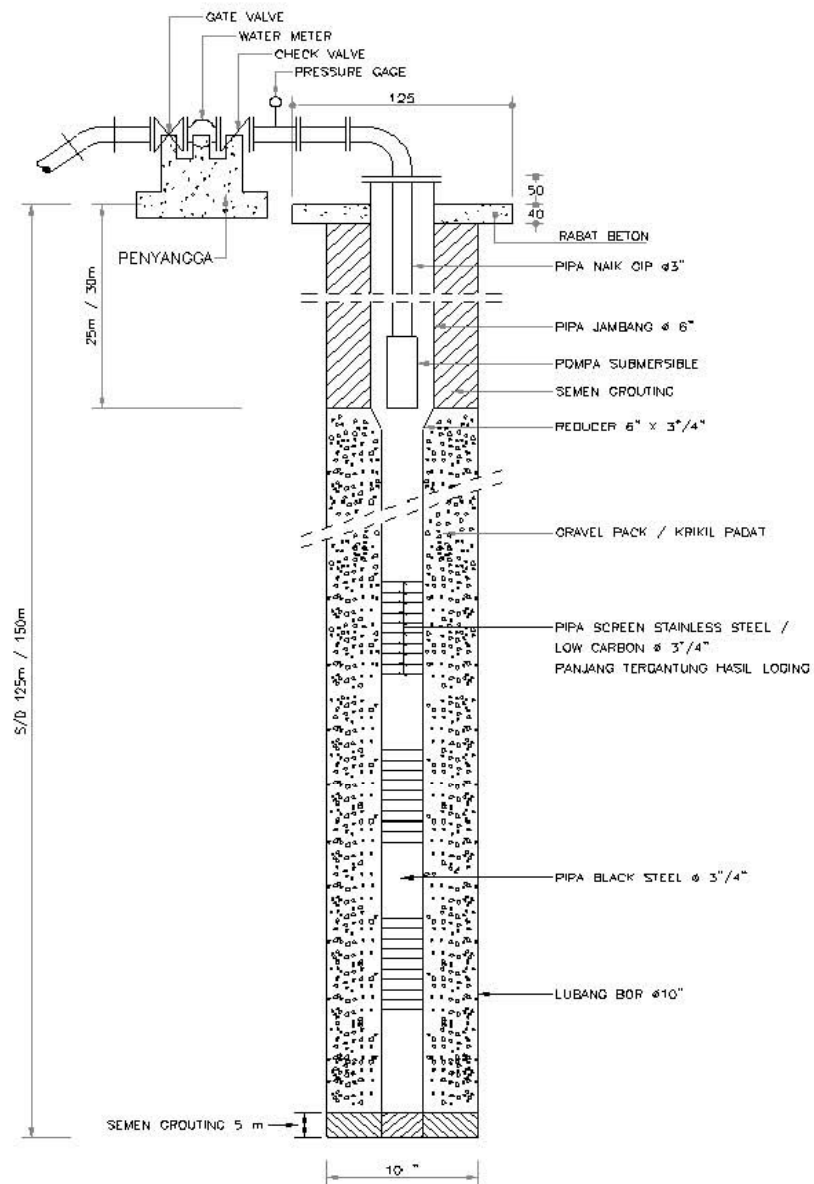 GATE VALVE
WATER METER
CHECK VALVE
PRESSURE GAGE
125
50
40
RABAT BETON
PENYANGGA
PIPA NAIK GIP ø3"
25m / 30m
PIPA JAMBANG ø 6"
POMPA SUBMERSIBLE
SEMEN GROUTING
REDUCER 6" X 3"/4"
GRAVEL PACK / KRIKIL PADAT
PIPA SCREEN STAINLESS STEEL /
LOW CARBON ø 3"/4"
PANJANG TERGANTUNG HASIL LOGING
S/D 125m / 150m
PIPA BLACK STEEL ø 3"/4"
LUBANG BOR ø10"
SEMEN GROUTING 5 m
10 "